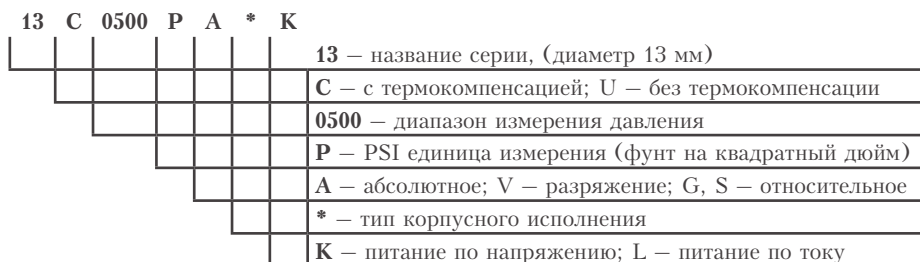 13 C 0500 P A * K
13 – название серии, (диаметр 13 мм)
C – с термокомпенсацией; U – без термокомпенсации
0500 – диапазон измерения давления
P – PSI единица измерения (фунт на квадратный дюйм)
A – абсолютное; V – разряжение; G, S – относительное
* – тип корпусного исполнения
K – питание по напряжению; L – питание по току